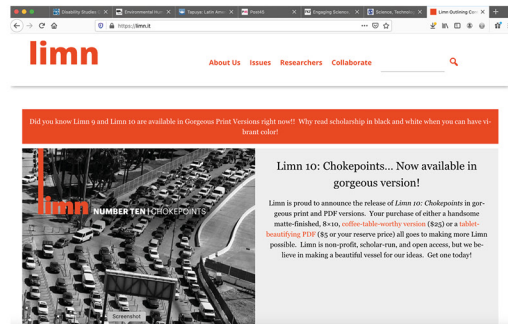 Disability Studies
Environmental Hum
Tapuya: Latin Amer
Engaging Science
Science, Technolo
Limn Outlining Con
https://limn.it
limn
About Us Issues Researchers Collaborate
Did you know Limn 9 and Limn 10 are available in Gorgeous Print Versions right now!! Why read scholarship in black and white when you can have vi-
brant color!
limn NUMBER TEN | CHOKEPOINTS
Screenshot
Limn 10: Chokepoints... Now available in
gorgeous version!
Limn is proud to announce the release of Limn 10: Chokepoints in gor-
geous print and PDF versions. Your purchase of either a handsome
matte-finished, 8×10, coffee-table-worthy version ($25) or a tablet-
beautifying PDF ($5 or your reserve price) all goes to making more Limn
possible. Limn is non-profit, scholar-run, and open access, but we be-
lieve in making a beautiful vessel for our ideas. Get one today!